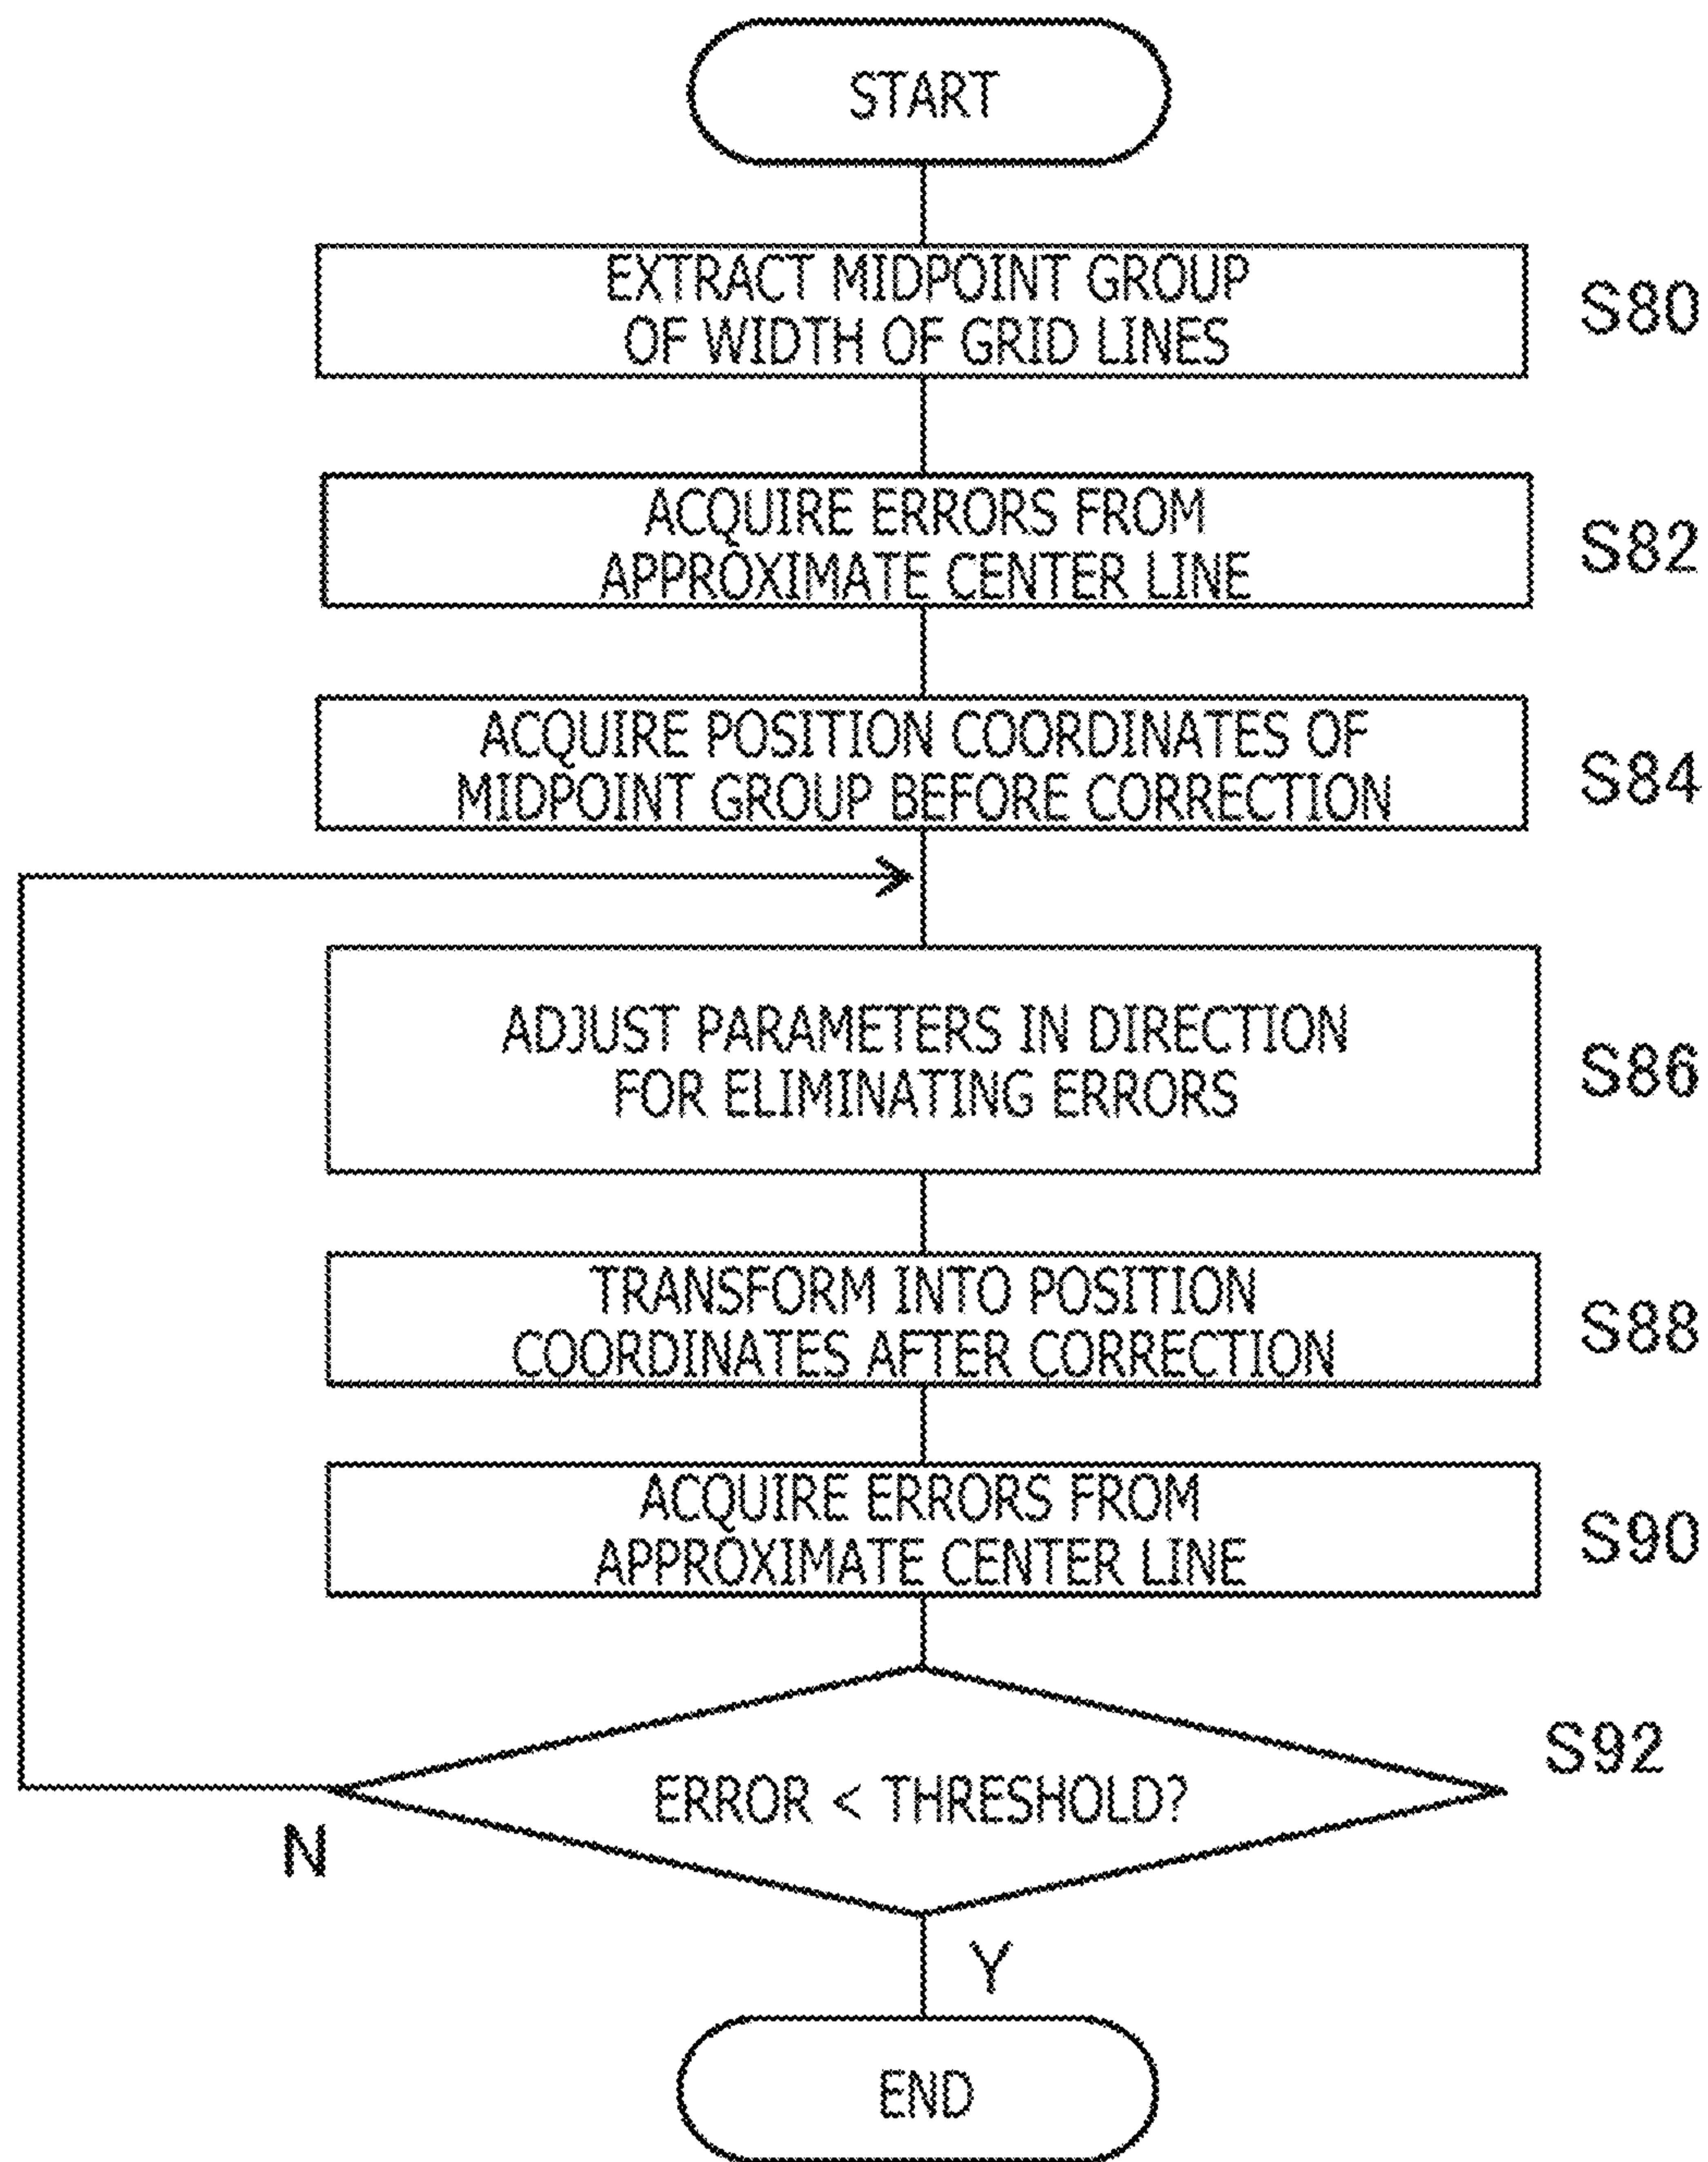 START
EXTRACT MIDPOINT GROUP
OF WIDTH OF GRID LINES
S80
ACQUIRE ERRORS FROM
APPROXIMATE CENTER LINE
S82
ACQUIRE POSITION COORDINATES OF
MIDPOINT GROUP BEFORE CORRECTION
S84
ADJUST PARAMETERS IN DIRECTION
FOR ELIMINATING ERRORS
S86
TRANSFORM INTO POSITION
COORDINATES AFTER CORRECTION
S88
ACQUIRE ERRORS FROM
APPROXIMATE CENTER LINE
S90
ERROR < THRESHOLD?
S92
N
Y
END